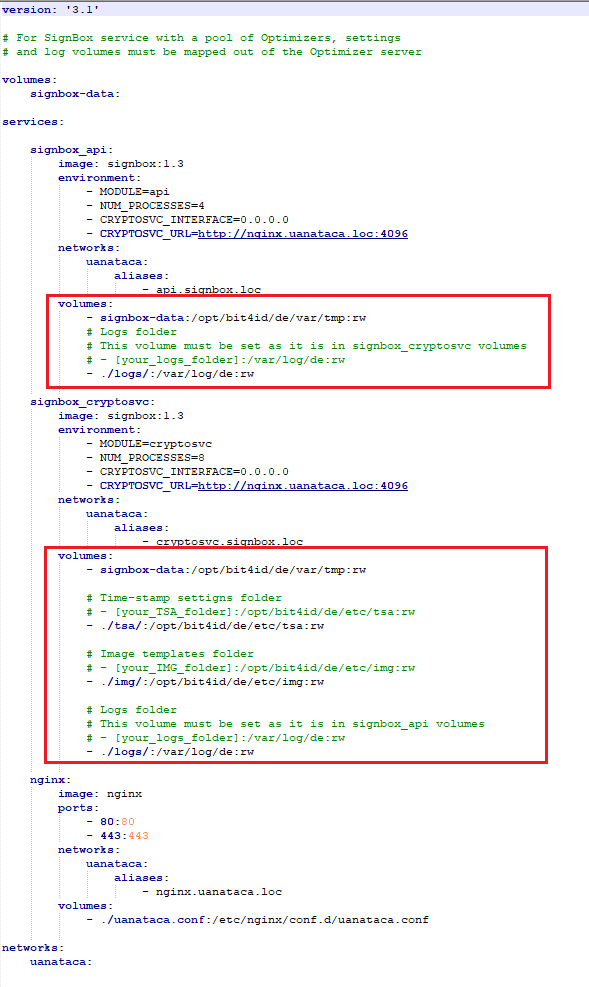 version: '3.1'
# For SignBox service with a pool of Optimizers, settings
# and log volumes must be mapped out of the Optimizer server
volumes:
signbox-data:
services:
signbox_api:
image: signbox:1.3
environment:
- MODULE=api
- NUM_PROCESSES=4
- CRYPTOSVC_INTERFACE=0.0.0.0
- CRYPTOSVC_URL=http://nginx.uanataca.loc:4096
networks:
uanataca:
aliases:
- api.signbox.loc
volumes:
- signbox-data:/opt/bit4id/de/var/tmp:rw
# Logs folder
# This volume must be set as it is in signbox_cryptosvc volumes
# - [your_logs_folder]:/var/log/de:rw
- ./logs/:/var/log/de:rw
signbox_cryptosvc:
image: signbox:1.3
environment:
- MODULE=cryptosvc
- NUM_PROCESSES=8
- CRYPTOSVC_INTERFACE=0.0.0.0
- CRYPTOSVC_URL=http://nginx.uanataca.loc:4096
networks:
uanataca:
aliases:
- cryptosvc.signbox.loc
volumes:
- signbox-data:/opt/bit4id/de/var/tmp:rw
# Time-stamp settigns folder
# - [your_TSA_folder]:/opt/bit4id/de/etc/tsa:rw
- ./tsa/:/opt/bit4id/de/etc/tsa:rw
# Image templates folder
# - [your_IMG_folder]:/opt/bit4id/de/etc/img:rw
- ./img/:/opt/bit4id/de/etc/img:rw
# Logs folder
# This volume must be set as it is in signbox_api volumes
# - [your_logs_folder]:/var/log/de:rw
- ./logs/:/var/log/de:rw
nginx:
image: nginx
ports:
- 80:80
- 443:443
networks:
uanataca:
aliases:
- nginx.uanataca.loc
volumes:
- ./uanataca.conf:/etc/nginx/conf.d/uanataca.conf
networks:
uanataca: